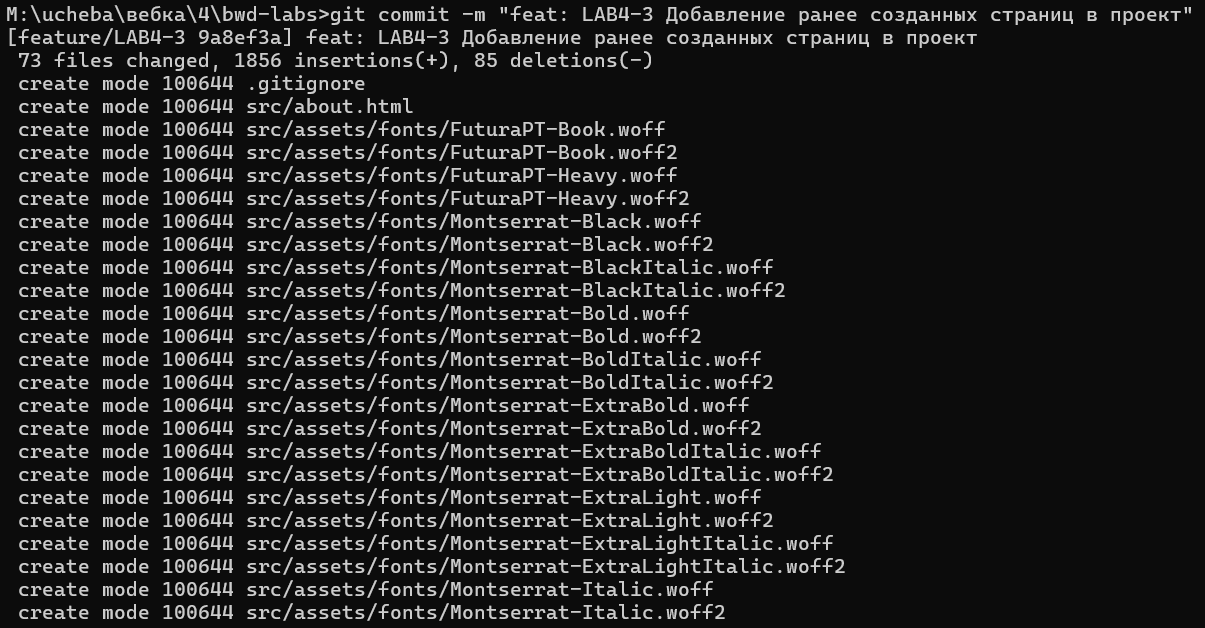 M:\ucheba\вебка\4\bwd-labs>git commit -m "feat: LAB4-3 Добавление ранее созданных страниц в проект"
[feature/LAB4-3 9a8ef3a] feat: LAB4-3 Добавление ранее созданных страниц в проект
 73 files changed, 1856 insertions(+), 85 deletions(-)
 create mode 100644 .gitignore
 create mode 100644 src/about.html
 create mode 100644 src/assets/fonts/FuturaPT-Book.woff
 create mode 100644 src/assets/fonts/FuturaPT-Book.woff2
 create mode 100644 src/assets/fonts/FuturaPT-Heavy.woff
 create mode 100644 src/assets/fonts/FuturaPT-Heavy.woff2
 create mode 100644 src/assets/fonts/Montserrat-Black.woff
 create mode 100644 src/assets/fonts/Montserrat-Black.woff2
 create mode 100644 src/assets/fonts/Montserrat-BlackItalic.woff
 create mode 100644 src/assets/fonts/Montserrat-BlackItalic.woff2
 create mode 100644 src/assets/fonts/Montserrat-Bold.woff
 create mode 100644 src/assets/fonts/Montserrat-Bold.woff2
 create mode 100644 src/assets/fonts/Montserrat-BoldItalic.woff
 create mode 100644 src/assets/fonts/Montserrat-BoldItalic.woff2
 create mode 100644 src/assets/fonts/Montserrat-ExtraBold.woff
 create mode 100644 src/assets/fonts/Montserrat-ExtraBold.woff2
 create mode 100644 src/assets/fonts/Montserrat-ExtraBoldItalic.woff
 create mode 100644 src/assets/fonts/Montserrat-ExtraBoldItalic.woff2
 create mode 100644 src/assets/fonts/Montserrat-ExtraLight.woff
 create mode 100644 src/assets/fonts/Montserrat-ExtraLight.woff2
 create mode 100644 src/assets/fonts/Montserrat-ExtraLightItalic.woff
 create mode 100644 src/assets/fonts/Montserrat-ExtraLightItalic.woff2
 create mode 100644 src/assets/fonts/Montserrat-Italic.woff
 create mode 100644 src/assets/fonts/Montserrat-Italic.woff2